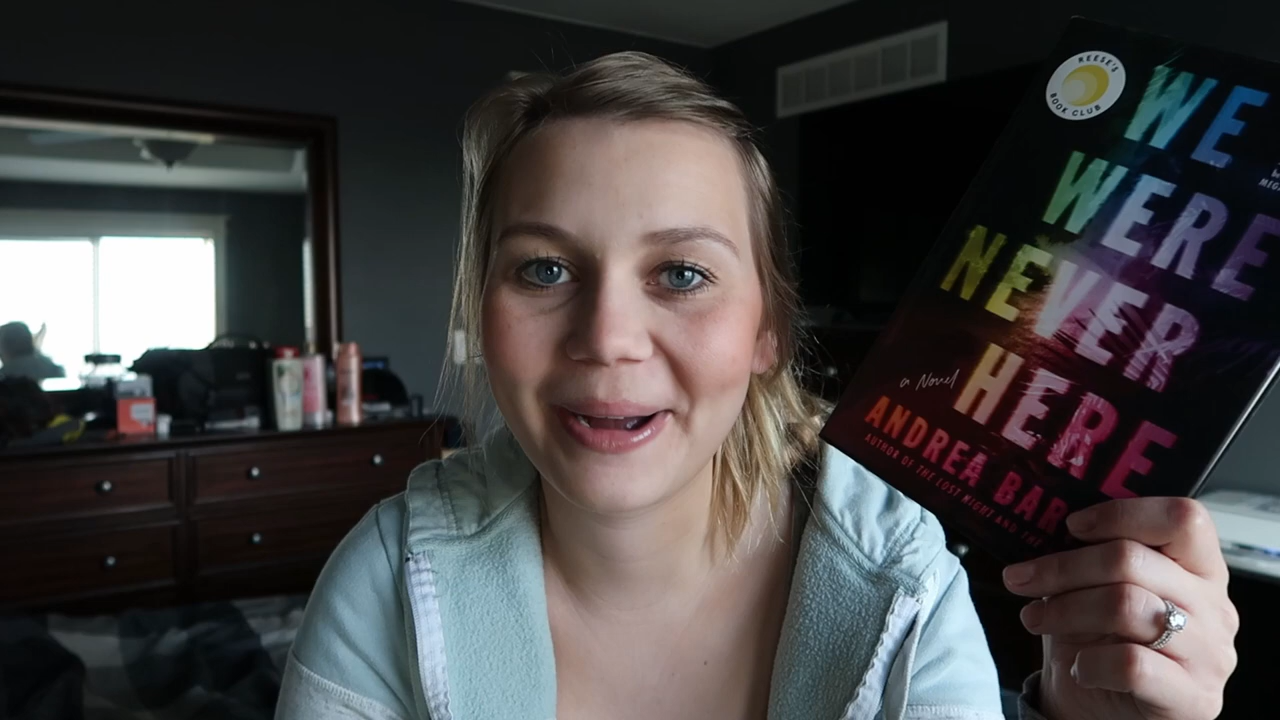 REESE'S
BOOK CLUB
WE
WERE
NEVER
HERE
a Novel
ANDREA BAR
AUTHOR OF THE LOST NIGHT AND THE